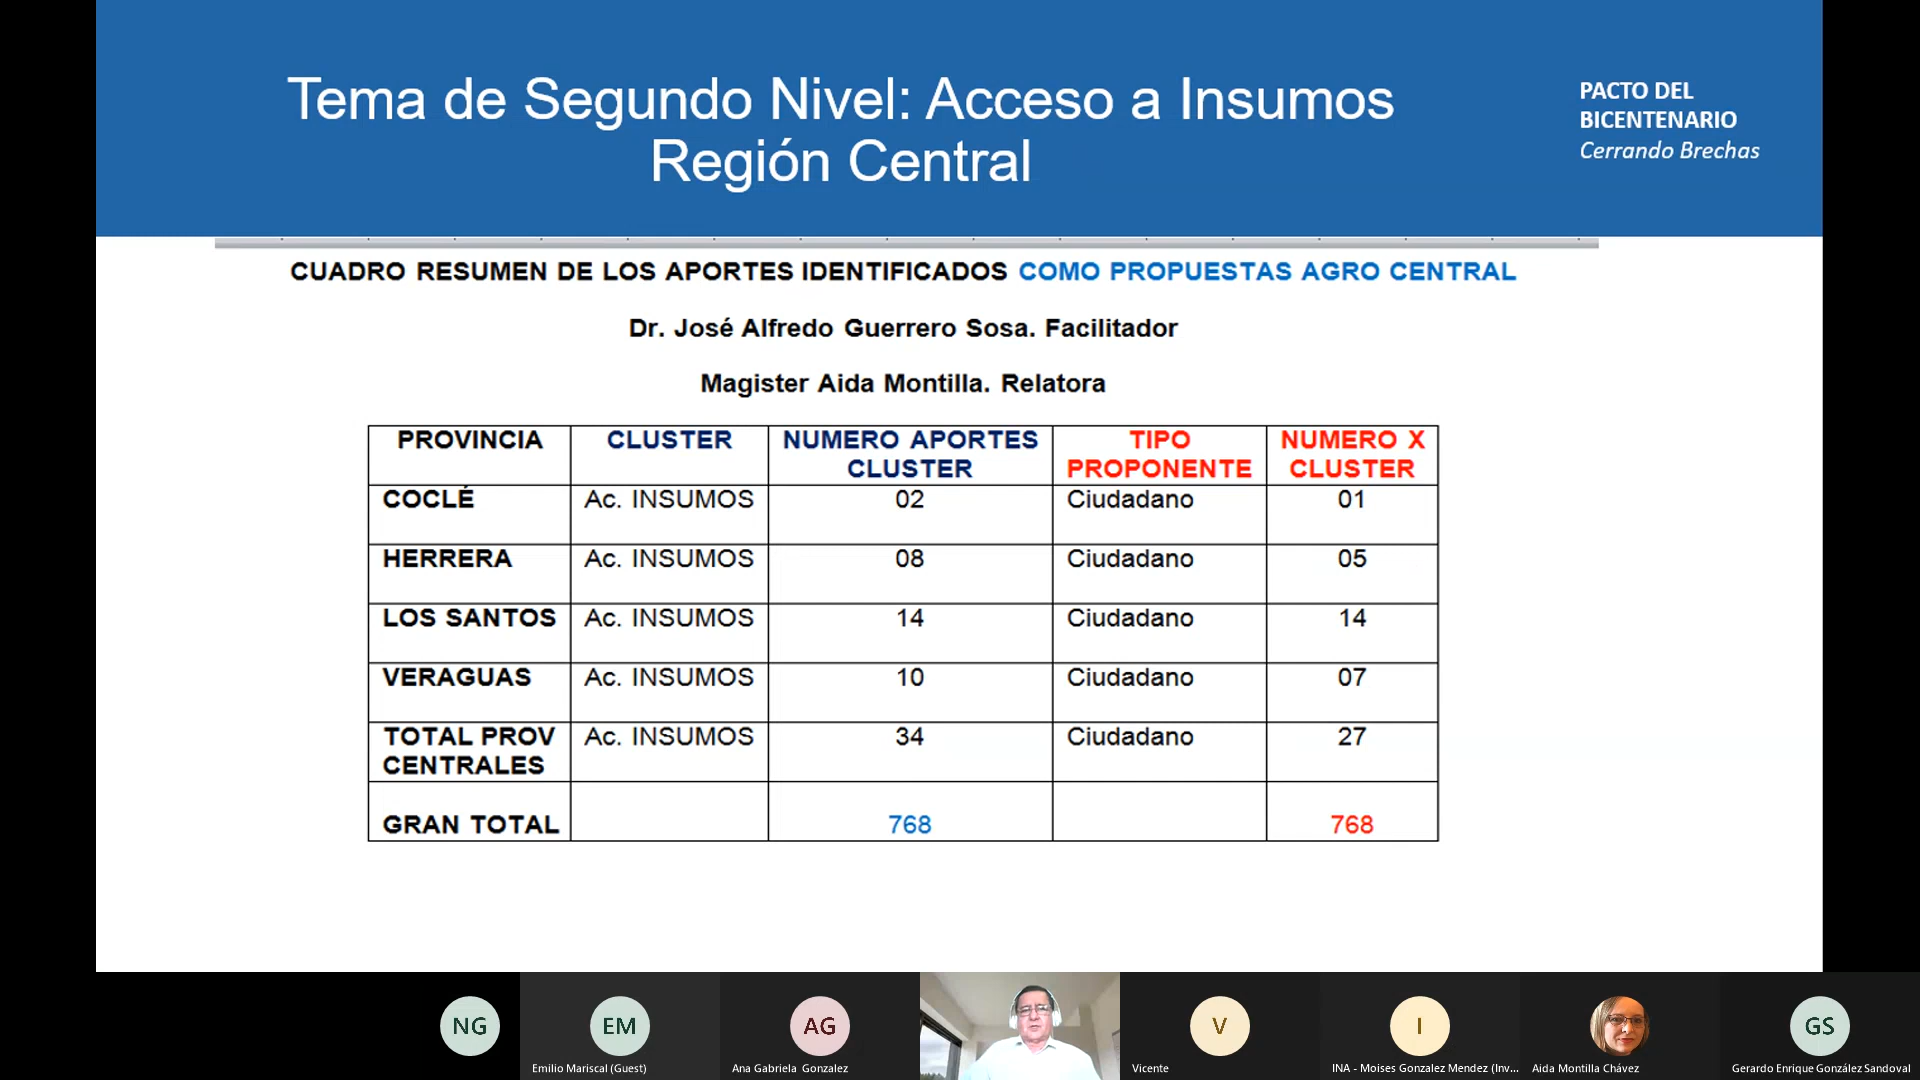 Tema de Segundo Nivel: Acceso a Insumos
Región Central
PACTO DEL
BICENTENARIO
Cerrando Brechas
CUADRO RESUMEN DE LOS APORTES IDENTIFICADOS COMO PROPUESTAS AGRO CENTRAL
Dr. José Alfredo Guerrero Sosa. Facilitador
Magister Aida Montilla. Relatora
PROVINCIA CLUSTER NUMERO APORTES CLUSTER TIPO PROPONENTE NUMERO X CLUSTER
COCLÉ Ac. INSUMOS 02 Ciudadano 01
HERRERA Ac. INSUMOS 08 Ciudadano 05
LOS SANTOS Ac. INSUMOS 14 Ciudadano 14
VERAGUAS Ac. INSUMOS 10 Ciudadano 07
TOTAL PROV CENTRALES Ac. INSUMOS 34 Ciudadano 27
GRAN TOTAL 768 768
NG
EM
AG
V
I
GS
Emilio Mariscal (Guest)
Ana Gabriela Gonzalez
Vicente
INA - Moises Gonzalez Mendez (Inv...
Aida Montilla Chávez
Gerardo Enrique González Sandoval